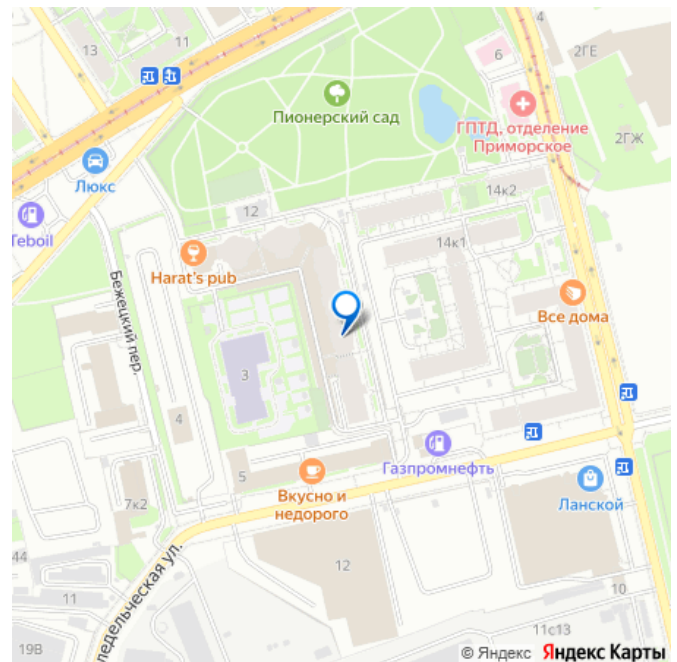 4
11
13
2ГЕ
6
Пионерский сад
ГПТД, отделение
Приморское
2ГЖ
Люкс
14к2
12
Teboil
14к1
Harat's pub
Все дома
Бежецкий пер.
3
4
Газпромнефть
5
Вкусно и
недорого
Ланской
7к2
44
12
ледельческая ул.
11
10
11с13
19В
© Яндекс Яндекс Карты